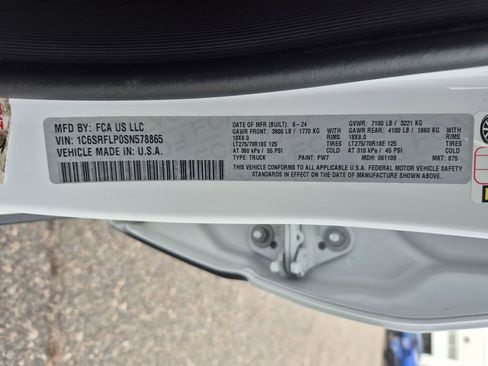 MFD BY: FCA US LLC
VIN: 1C6SRFLP0SN578865
VEHICLE MADE IN: U.S.A.
DATE OF MFR (BUILT): 6-24 GVWR: 7100 LB / 3221 KG
GAWR FRONT: 3900 LB / 1770 KG GAWR REAR: 4100 LB / 1860 KG
18X8.0 RIMS 18X8.0 RIMS
LT275/70R18E 125 TIRES LT275/70R18E 125 TIRES
AT 380 kPa / 55 PSI COLD AT 310 kPa / 45 PSI COLD
TYPE: TRUCK PAINT: PW7 MDH: 061109 MKT: 875
THIS VEHICLE CONFORMS TO ALL APPLICABLE U.S.A. FEDERAL MOTOR VEHICLE SAFETY
STANDARDS IN EFFECT ON THE DATE OF MANUFACTURE SHOWN ABOVE.